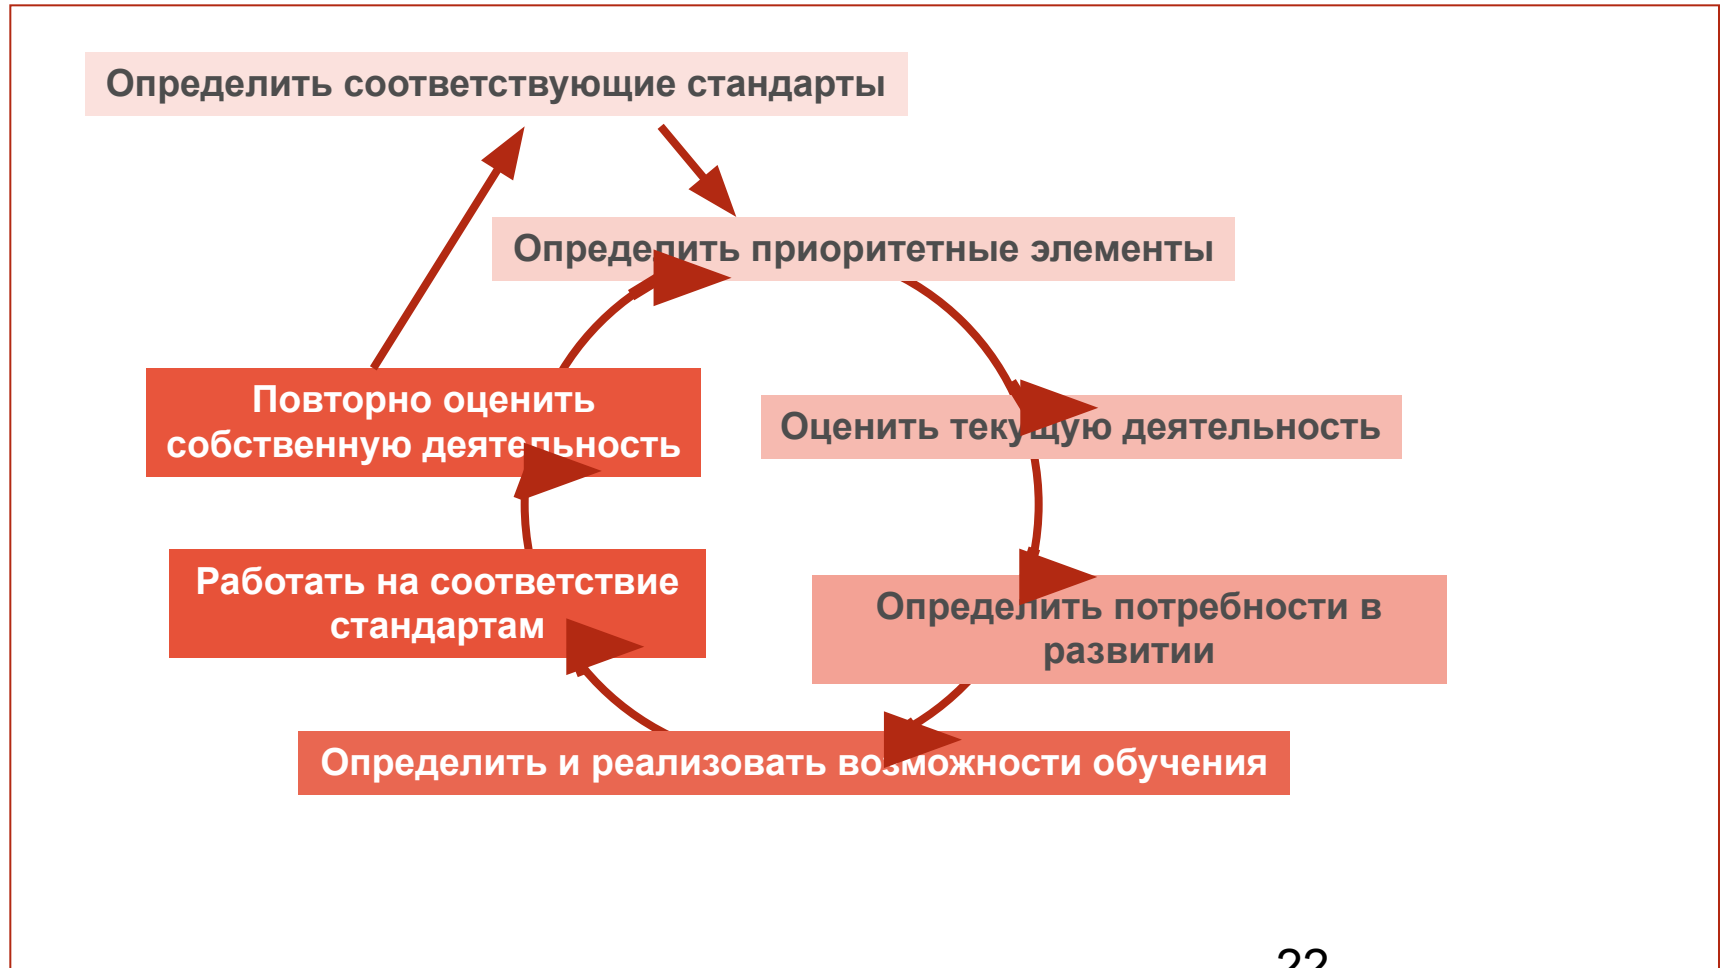 Определить соответствующие стандарты
Определить приоритетные элементы
Повторно оценить
собственную деятельность
Оценить текущую деятельность
Работать на соответствие
стандартам
Определить потребности в
развитии
Определить и реализовать возможности обучения
22